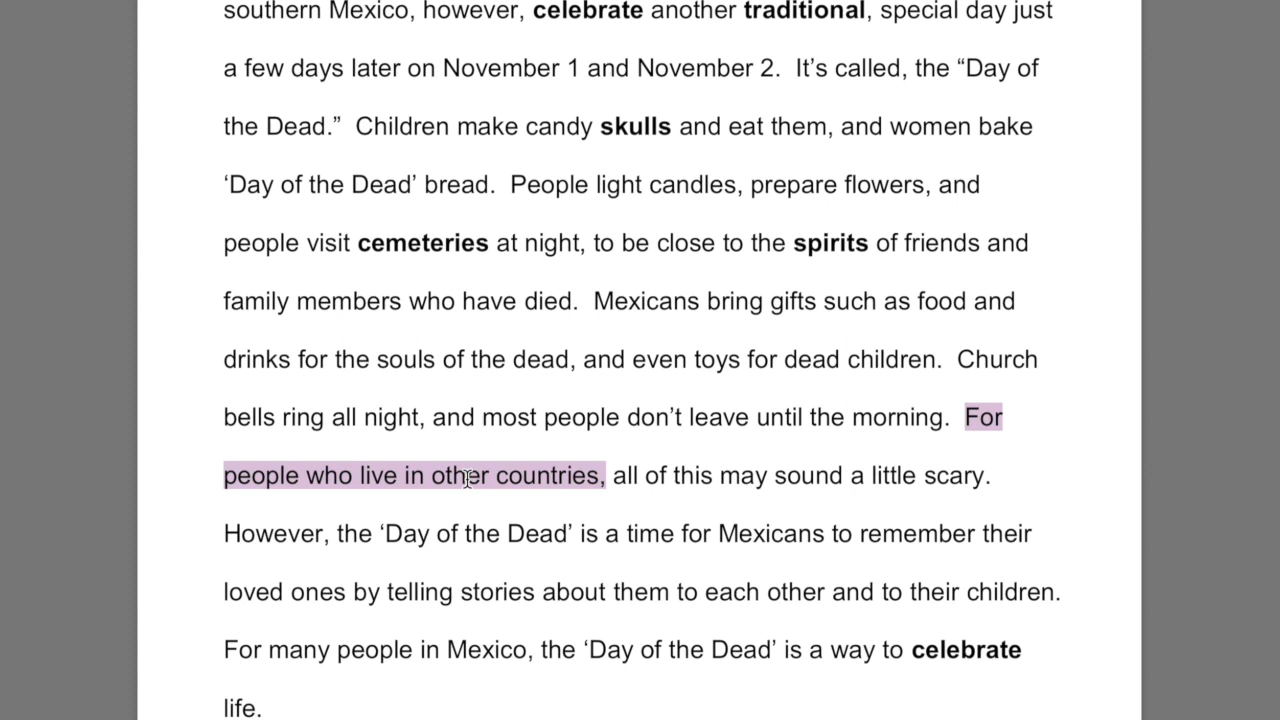 southern Mexico, however, celebrate another traditional, special day just
a few days later on November 1 and November 2.  It’s called, the “Day of
the Dead.”  Children make candy skulls and eat them, and women bake
‘Day of the Dead’ bread.  People light candles, prepare flowers, and
people visit cemeteries at night, to be close to the spirits of friends and
family members who have died.  Mexicans bring gifts such as food and
drinks for the souls of the dead, and even toys for dead children.  Church
bells ring all night, and most people don’t leave until the morning.  For
people who live in other countries, all of this may sound a little scary.
However, the ‘Day of the Dead’ is a time for Mexicans to remember their
loved ones by telling stories about them to each other and to their children.
For many people in Mexico, the ‘Day of the Dead’ is a way to celebrate
life.